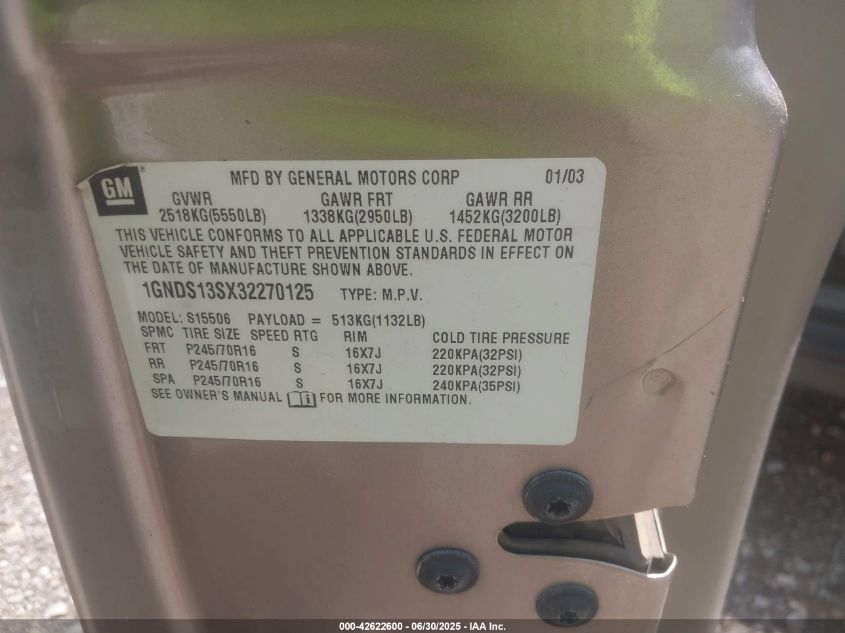 GM
MFD BY GENERAL MOTORS CORP 01/03
GVWR GAWR FRT GAWR RR
2518KG(5550LB) 1338KG(2950LB) 1452KG(3200LB)
THIS VEHICLE CONFORMS TO ALL APPLICABLE U.S. FEDERAL MOTOR
VEHICLE SAFETY AND THEFT PREVENTION STANDARDS IN EFFECT ON
THE DATE OF MANUFACTURE SHOWN ABOVE.
1GNDS13SX32270125 TYPE: M.P.V.
MODEL: S15506 PAYLOAD = 513KG(1132LB)
SPMC TIRE SIZE SPEED RTG RIM COLD TIRE PRESSURE
FRT P245/70R16 S 16X7J 220KPA(32PSI)
RR P245/70R16 S 16X7J 220KPA(32PSI)
SPA P245/70R16 S 16X7J 240KPA(35PSI)
SEE OWNER'S MANUAL FOR MORE INFORMATION.
000-42622600 - 06/30/2025 - IAA Inc.